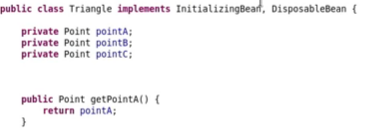 public class Triangle implements InitializingBean, DisposableBean {
private Point pointA;
private Point pointB;
private Point pointC;
public Point getPointA() {
return pointA;
}